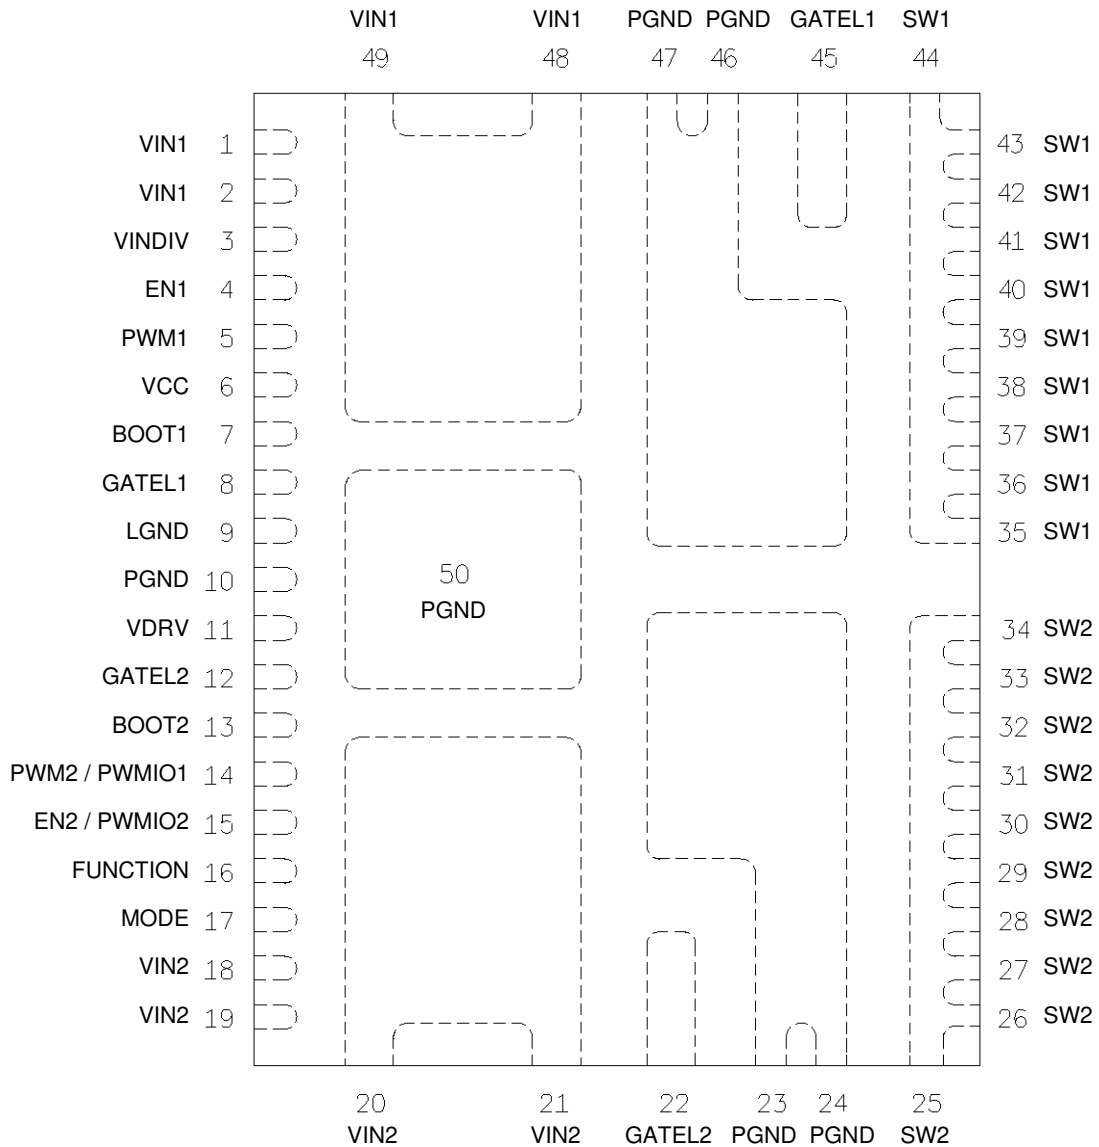 VIN1 VIN1 PGND PGND GATEL1 SW1
49 48 47 46 45 44
VIN1 1 43 SW1
VIN1 2 42 SW1
VINDIV 3 41 SW1
EN1 4 40 SW1
PWM1 5 39 SW1
VCC 6 38 SW1
BOOT1 7 37 SW1
GATEL1 8 36 SW1
LGND 9 35 SW1
PGND 10 50
PGND
VDRV 11 34 SW2
GATEL2 12 33 SW2
BOOT2 13 32 SW2
PWM2 / PWMIO1 14 31 SW2
EN2 / PWMIO2 15 30 SW2
FUNCTION 16 29 SW2
MODE 17 28 SW2
VIN2 18 27 SW2
VIN2 19 26 SW2
20 21 22 23 24 25
VIN2 VIN2 GATEL2 PGND PGND SW2